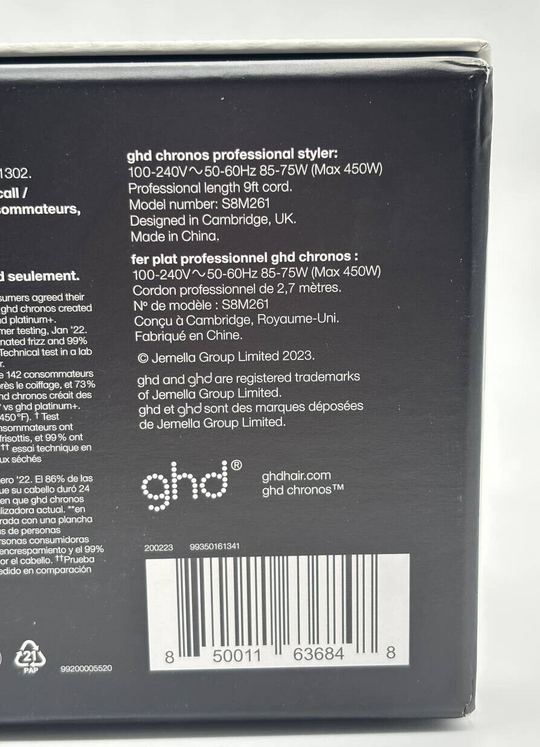 1302.
call /
sommateurs,
d seulement.
sumers agreed their
ghd chronos created
d platinum+.
mer testing, Jan '22.
nated frizz and 99%
Technical test in a lab
r.
e 142 consommateurs
rès le coiffage, et 73%
d chronos créait des
vs ghd platinum+.
450°F). † Test
nsommateurs ont
frisottis, et 99% ont
†† essai technique en
ux séchés
ero '22. El 86% de las
ue su cabello duró 24
en que ghd chronos
lizadora actual. **en
rada con una plancha
s de personas
rsonas consumidoras
encrespamiento y el 99%
or el cabello. ††Prueba
edido en comparación
21
PAP
99200005520
ghd chronos professional styler:
100-240V~50-60Hz 85-75W (Max 450W)
Professional length 9ft cord.
Model number: S8M261
Designed in Cambridge, UK.
Made in China.
fer plat professionnel ghd chronos :
100-240V~50-60Hz 85-75W (Max 450W)
Cordon professionnel de 2,7 mètres.
Nº de modèle : S8M261
Conçu à Cambridge, Royaume-Uni.
Fabriqué en Chine.
© Jemella Group Limited 2023.
ghd and ghd are registered trademarks
of Jemella Group Limited.
ghd et ghd sont des marques déposées
de Jemella Group Limited.
ghd®
ghdhair.com
ghd chronos™
200223 99350161341
8 50011 63684 8